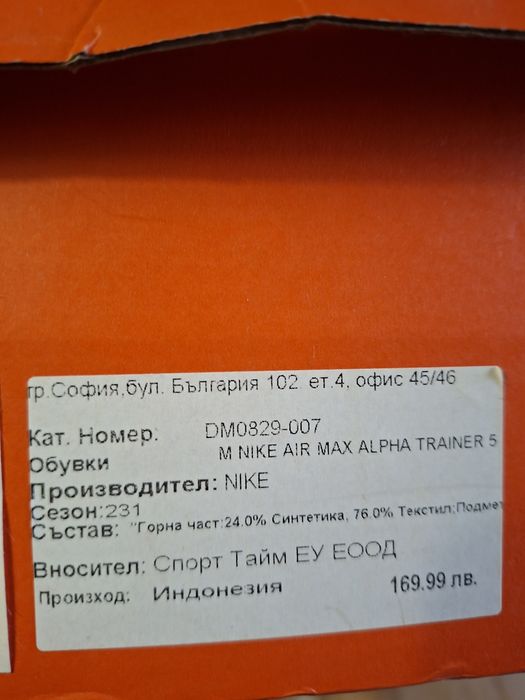 гр.София,бул. България 102 ет.4, офис 45/46
Кат. Номер: DM0829-007
Обувки M NIKE AIR MAX ALPHA TRAINER 5
Производител: NIKE
Сезон:231
Състав: "Горна част:24.0% Синтетика, 76.0% Текстил;Подмет
Вносител: Спорт Тайм ЕУ ЕООД
Произход: Индонезия 169.99 лв.